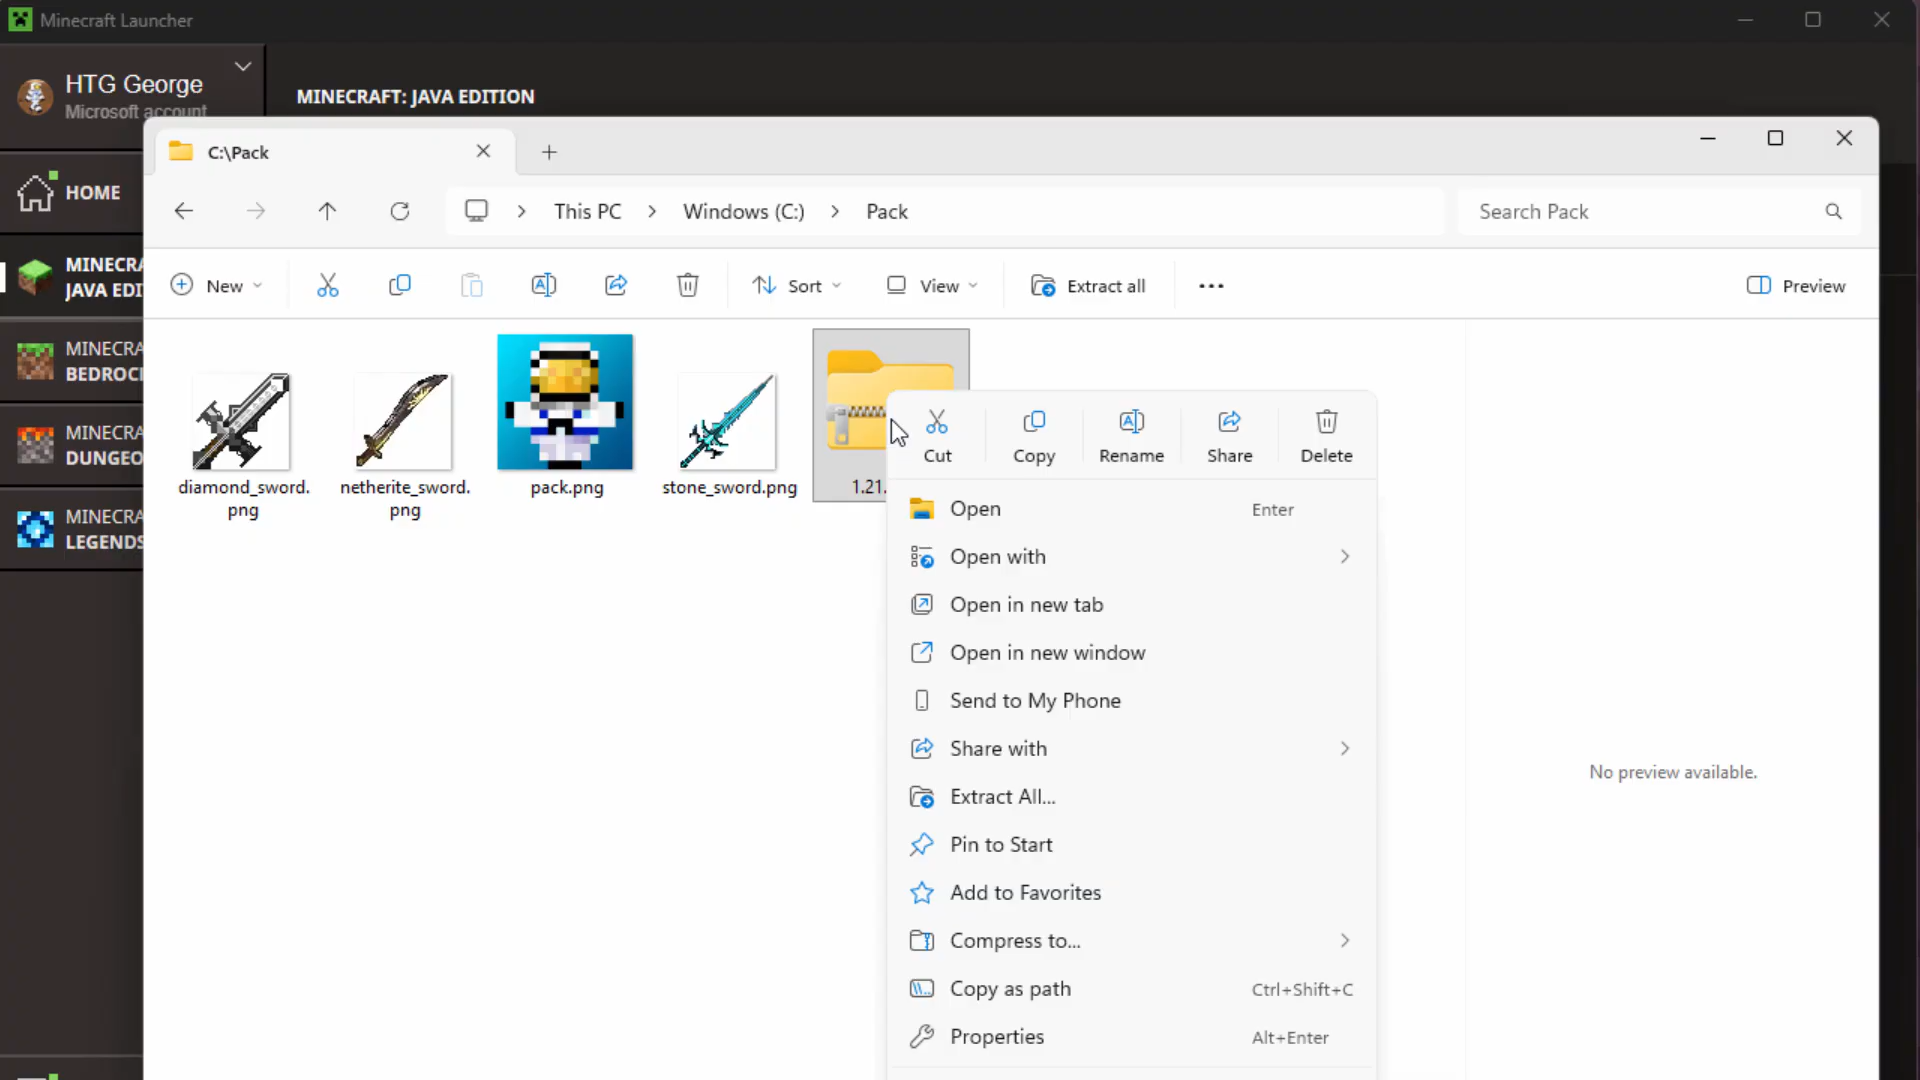 Minecraft Launcher
HTG George
Microsoft account
MINECRAFT: JAVA EDITION
C:\Pack
HOME
This PC
Windows (C:)
Pack
Search Pack
MINECRA
JAVA EDI
New
Sort
View
Extract all
Preview
MINECRA
BEDROCI
MINECRA
DUNGEO
MINECRA
LEGENDS
diamond_sword.
png
netherite_sword.
png
pack.png
stone_sword.png
1.21.
Cut
Copy
Rename
Share
Delete
Open
Enter
Open with
Open in new tab
Open in new window
Send to My Phone
Share with
Extract All...
Pin to Start
Add to Favorites
Compress to...
Copy as path
Ctrl+Shift+C
Properties
Alt+Enter
No preview available.